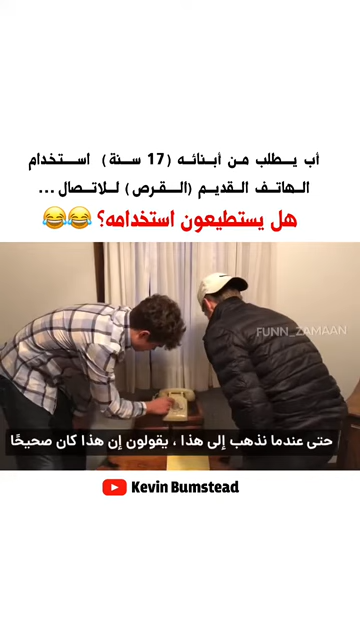 أب يطلب من أبنائه (17 سنة) استخدام
الهاتف القديم (القرص) للاتصال...
هل يستطيعون استخدامه؟ 😂😂
FUNN_ZAMAAN
حتى عندما نذهب إلى هذا ، يقولون إن هذا كان صحيحًا
Kevin Bumstead